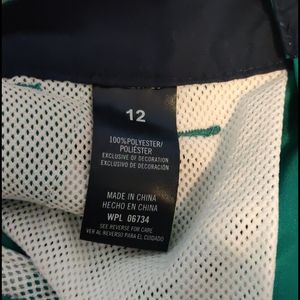 12
100%POLYESTER/
POLIÉSTER
EXCLUSIVE OF DECORATION
EXCLUSIVO DE DECORACIÓN
MADE IN CHINA
HECHO EN CHINA
WPL 06734
SEE REVERSE FOR CARE
VER AL REVERSO PARA EL CUIDADO